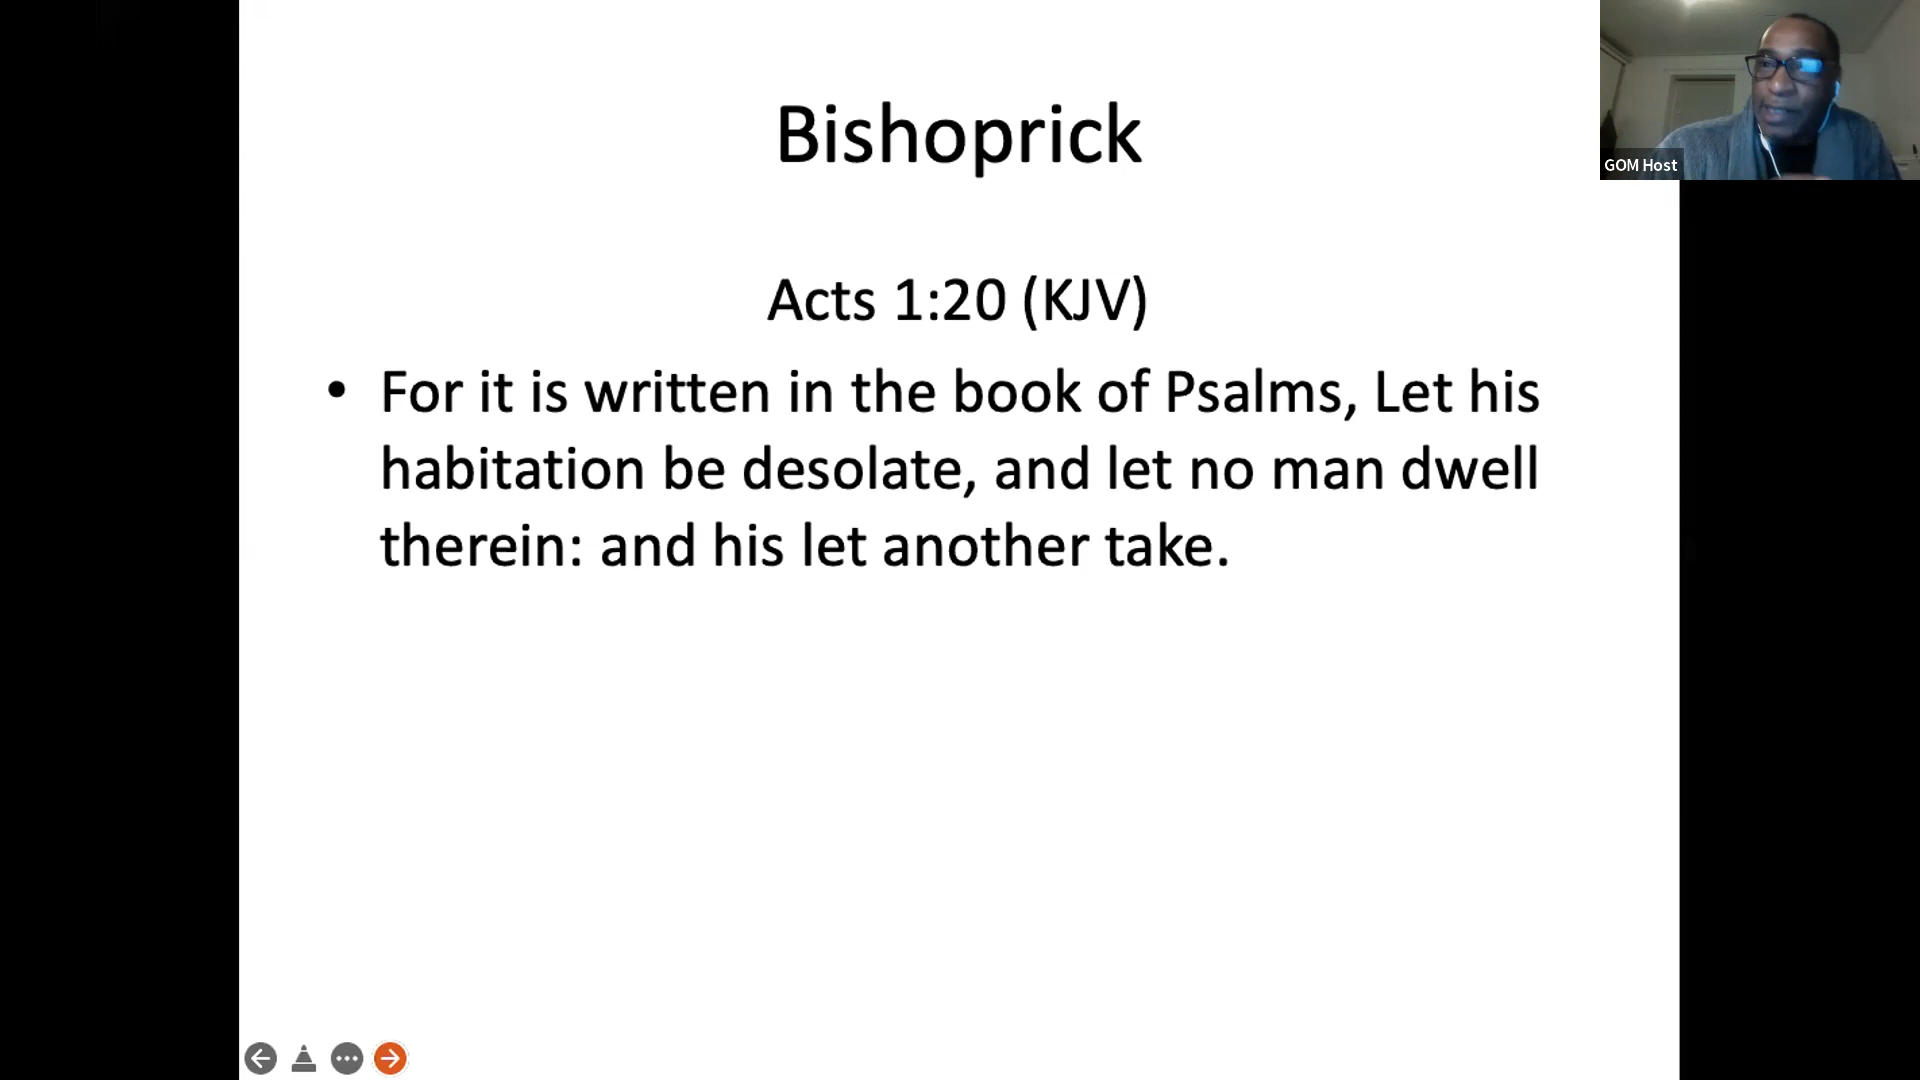 Bishoprick
Acts 1:20 (KJV)
• For it is written in the book of Psalms, Let his
habitation be desolate, and let no man dwell
therein: and his let another take.
GOM Host